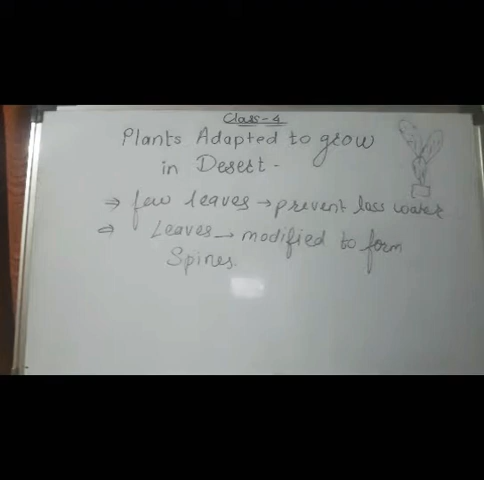 Class-4
Plants Adapted to grow
in Desert -
⇒ few leaves → prevent loss water
⇒ Leaves → modified to form
Spines.